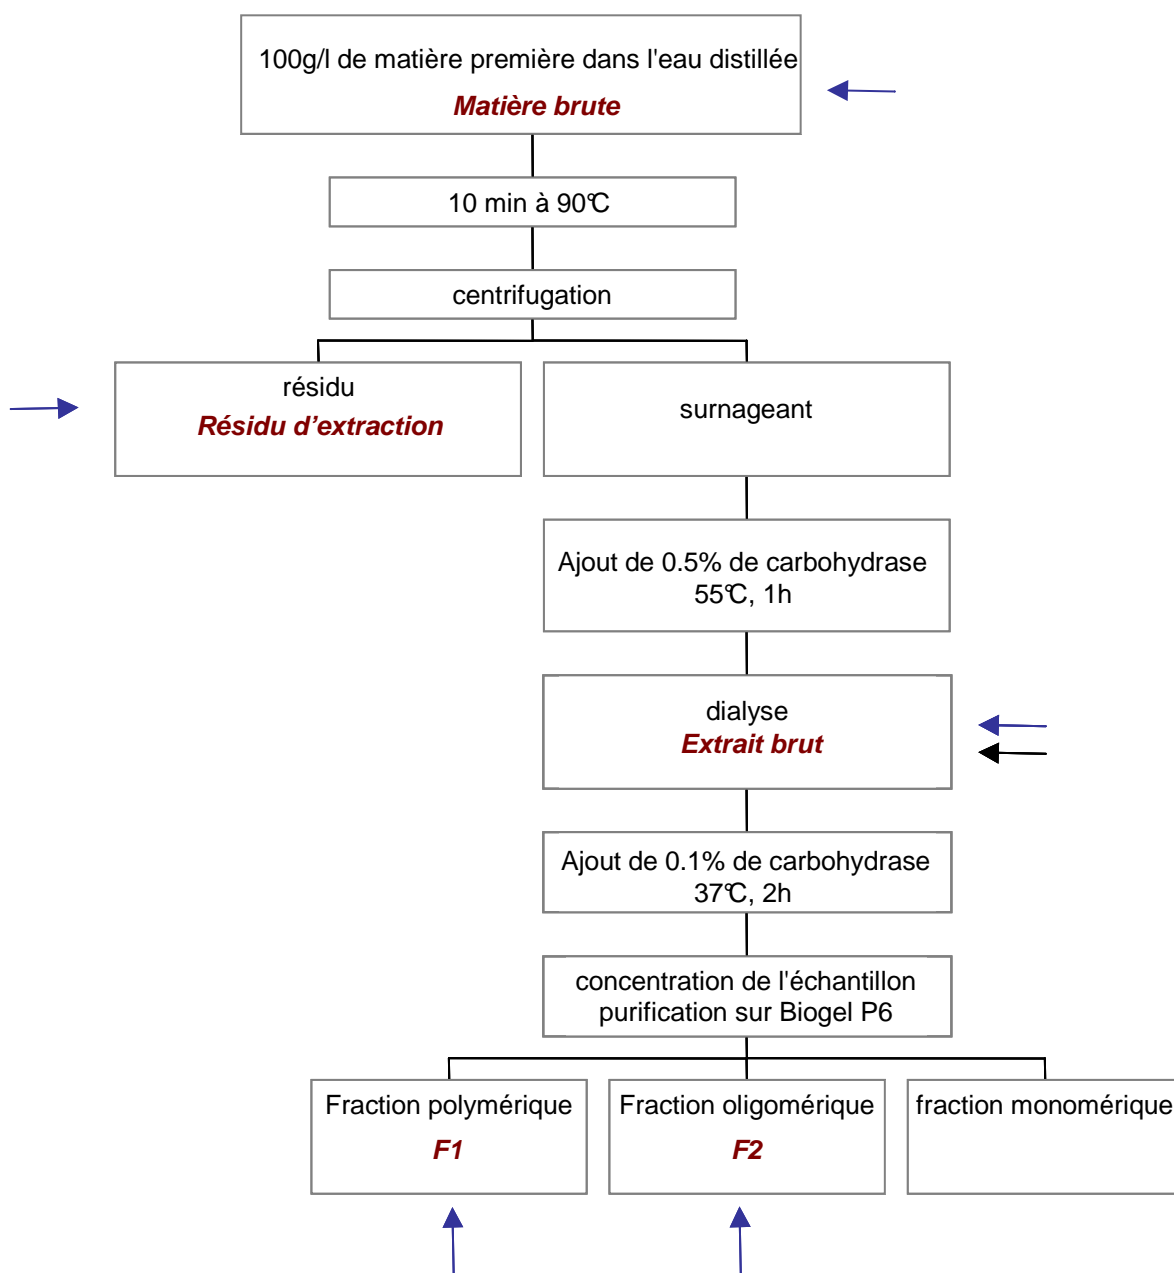 100g/l de matière première dans l'eau distillée
Matière brute
10 min à 90°C
centrifugation
résidu
Résidu d’extraction
surnageant
Ajout de 0.5% de carbohydrase
55°C, 1h
dialyse
Extrait brut
Ajout de 0.1% de carbohydrase
37°C, 2h
concentration de l'échantillon
purification sur Biogel P6
Fraction polymérique
F1
Fraction oligomérique
F2
fraction monomérique